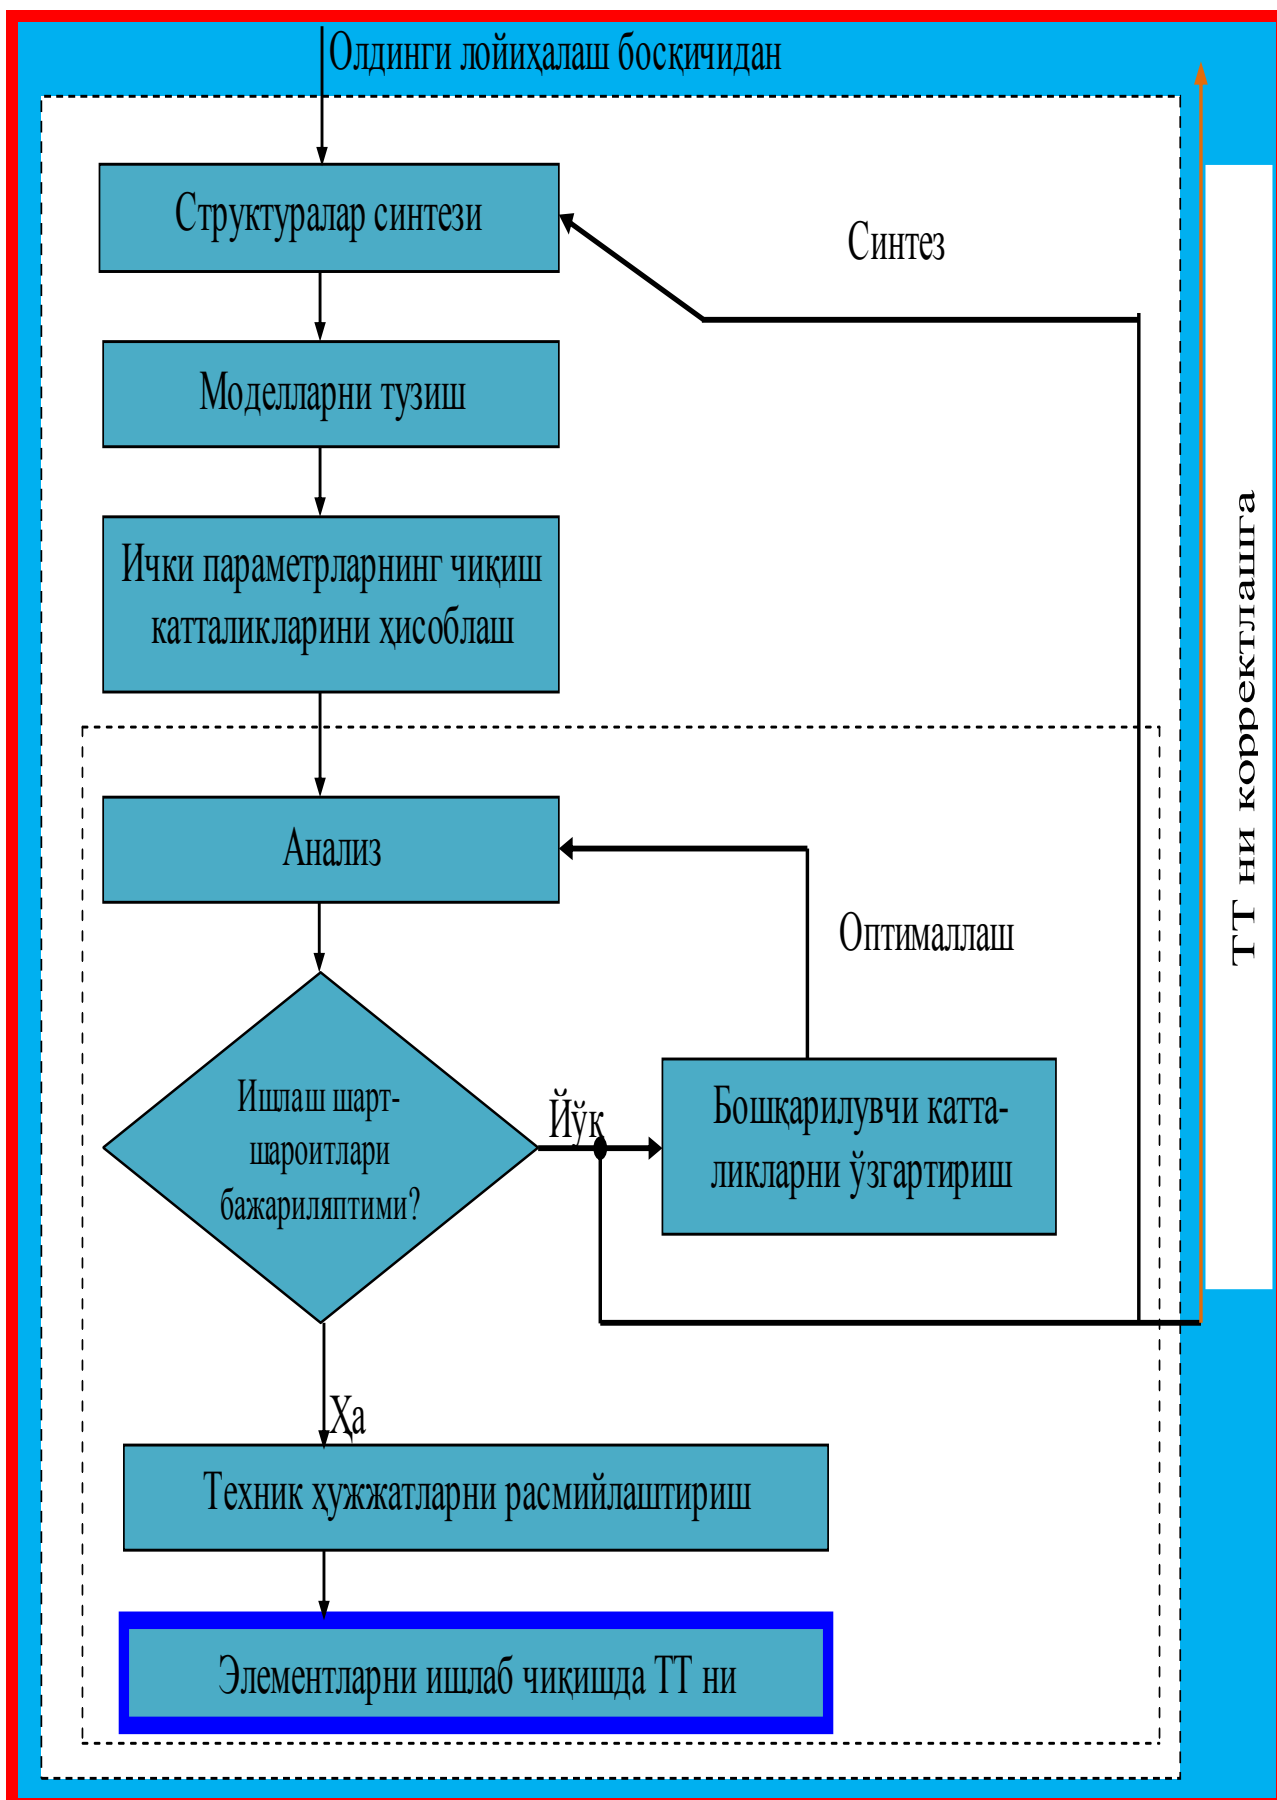 Олдинги лойиҳалаш босқичидан
Структуралар синтези
Синтез
Моделларни тузиш
Ички параметрларнинг чиқиш
катталикларини ҳисоблаш
ТТ ни корректлашга
Анализ
Оптималлаш
Ишлаш шарт-
шароитлари
бажариляптими?
Йўқ
Бошқарилувчи катта-
ликларни ўзгартириш
Ҳа
Техник ҳужжатларни расмийлаштириш
Элементларни ишлаб чиқишда ТТ ни